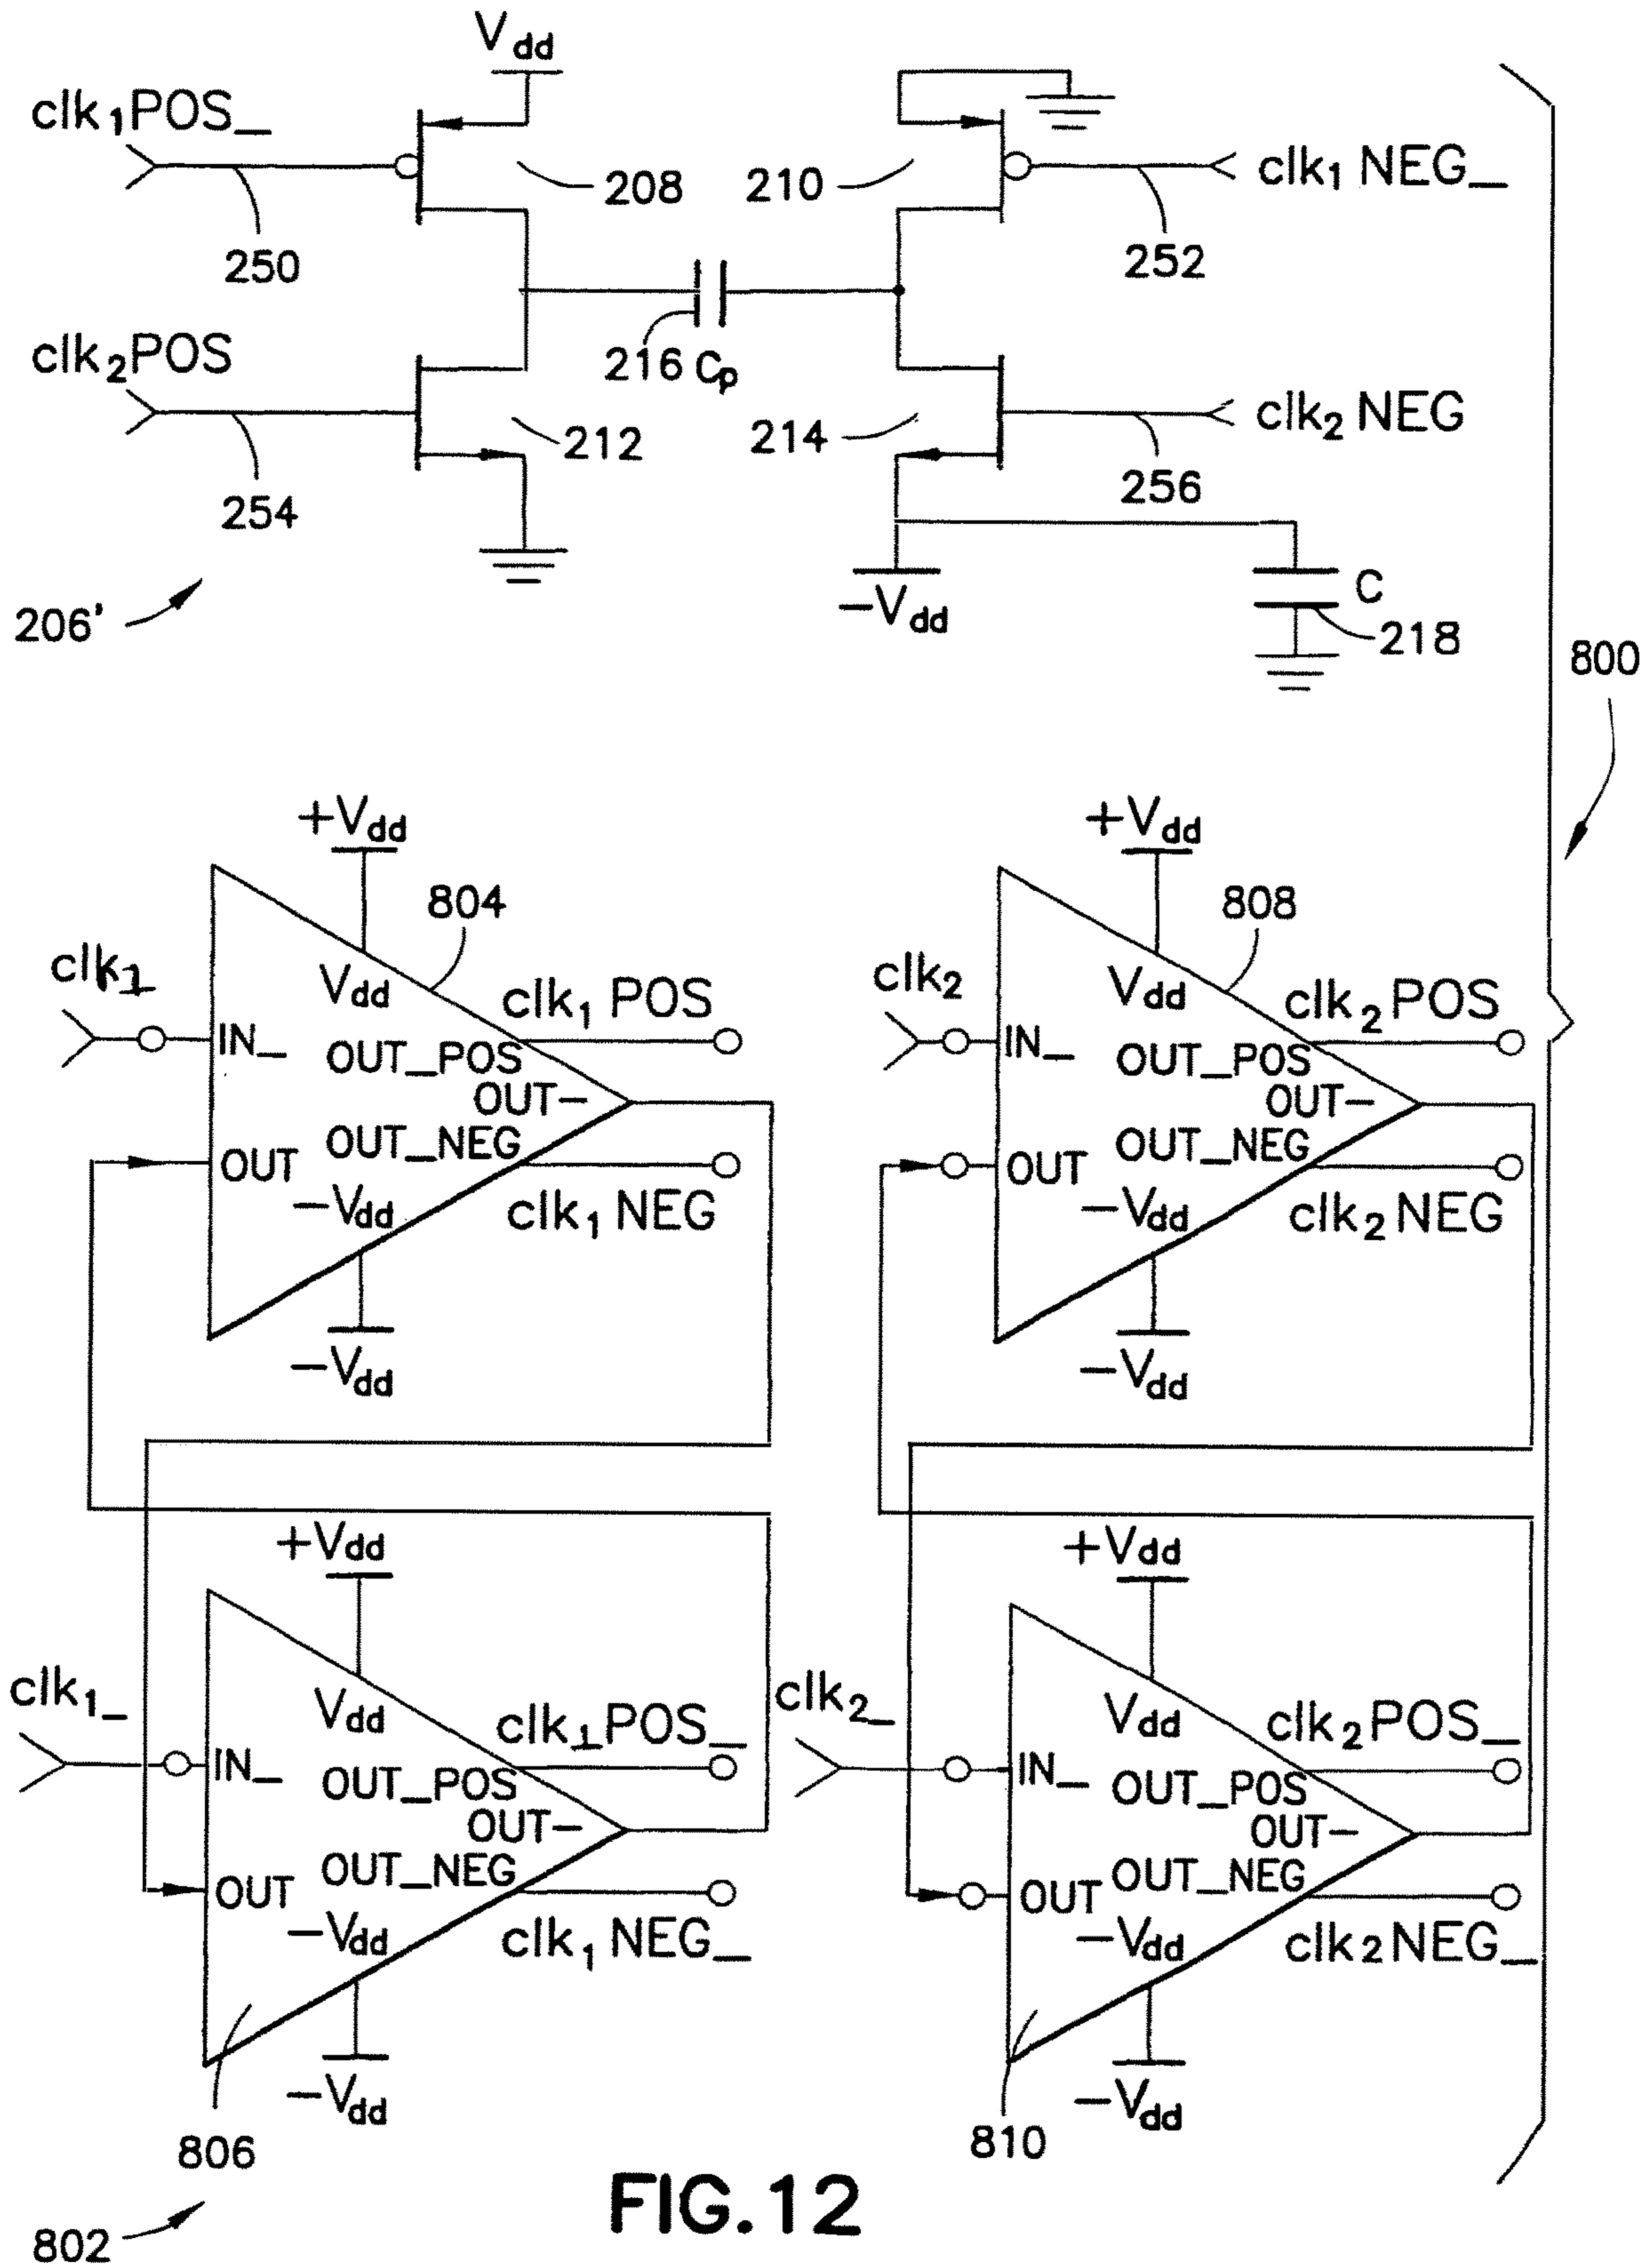 Vdd
clk1POS_
208
210
clk1 NEG_
250
252
clk2POS
216 Cp
212
214
clk2 NEG
254
256
206'
-Vdd
C
218
800
+Vdd
+Vdd
804
808
clk1
Vdd
clk1 POS
clk2
Vdd
clk2 POS
IN_
OUT_POS
OUT-
IN_
OUT_POS
OUT-
OUT
OUT_NEG
OUT
OUT_NEG
-Vdd
clk1 NEG
-Vdd
clk2 NEG
-Vdd
-Vdd
+Vdd
+Vdd
clk1_
Vdd
clk1POS_
clk2_
Vdd
clk2POS_
IN_
OUT_POS
OUT-
IN_
OUT_POS
OUT-
OUT
OUT_NEG
OUT
OUT_NEG
-Vdd
clk1 NEG_
-Vdd
clk2NEG_
-Vdd
-Vdd
806
810
802
FIG.12